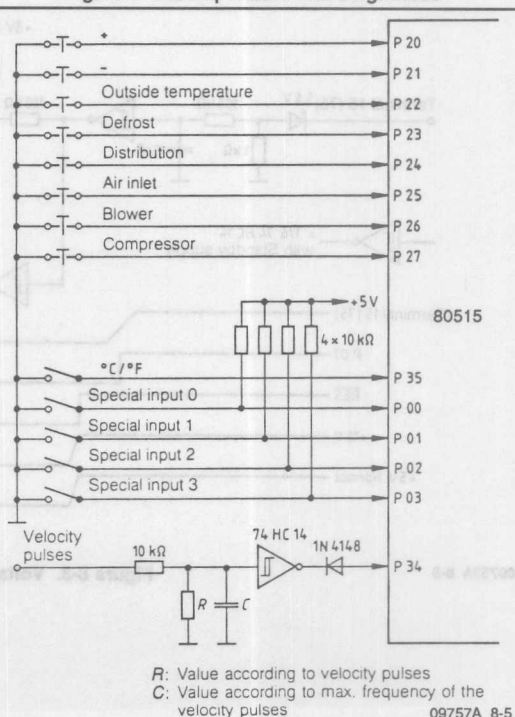 +
P 20
-
P 21
Outside temperature
P 22
Defrost
P 23
Distribution
P 24
Air inlet
P 25
Blower
P 26
Compressor
P 27
+5 V
80515
4 × 10 kΩ
°C/°F
P 35
Special input 0
P 00
Special input 1
P 01
Special input 2
P 02
Special input 3
P 03
Velocity
pulses
10 kΩ
74 HC 14
1N 4148
P 34
R
C
R: Value according to velocity pulses
C: Value according to max. frequency of the
velocity pulses
09757A 8-5